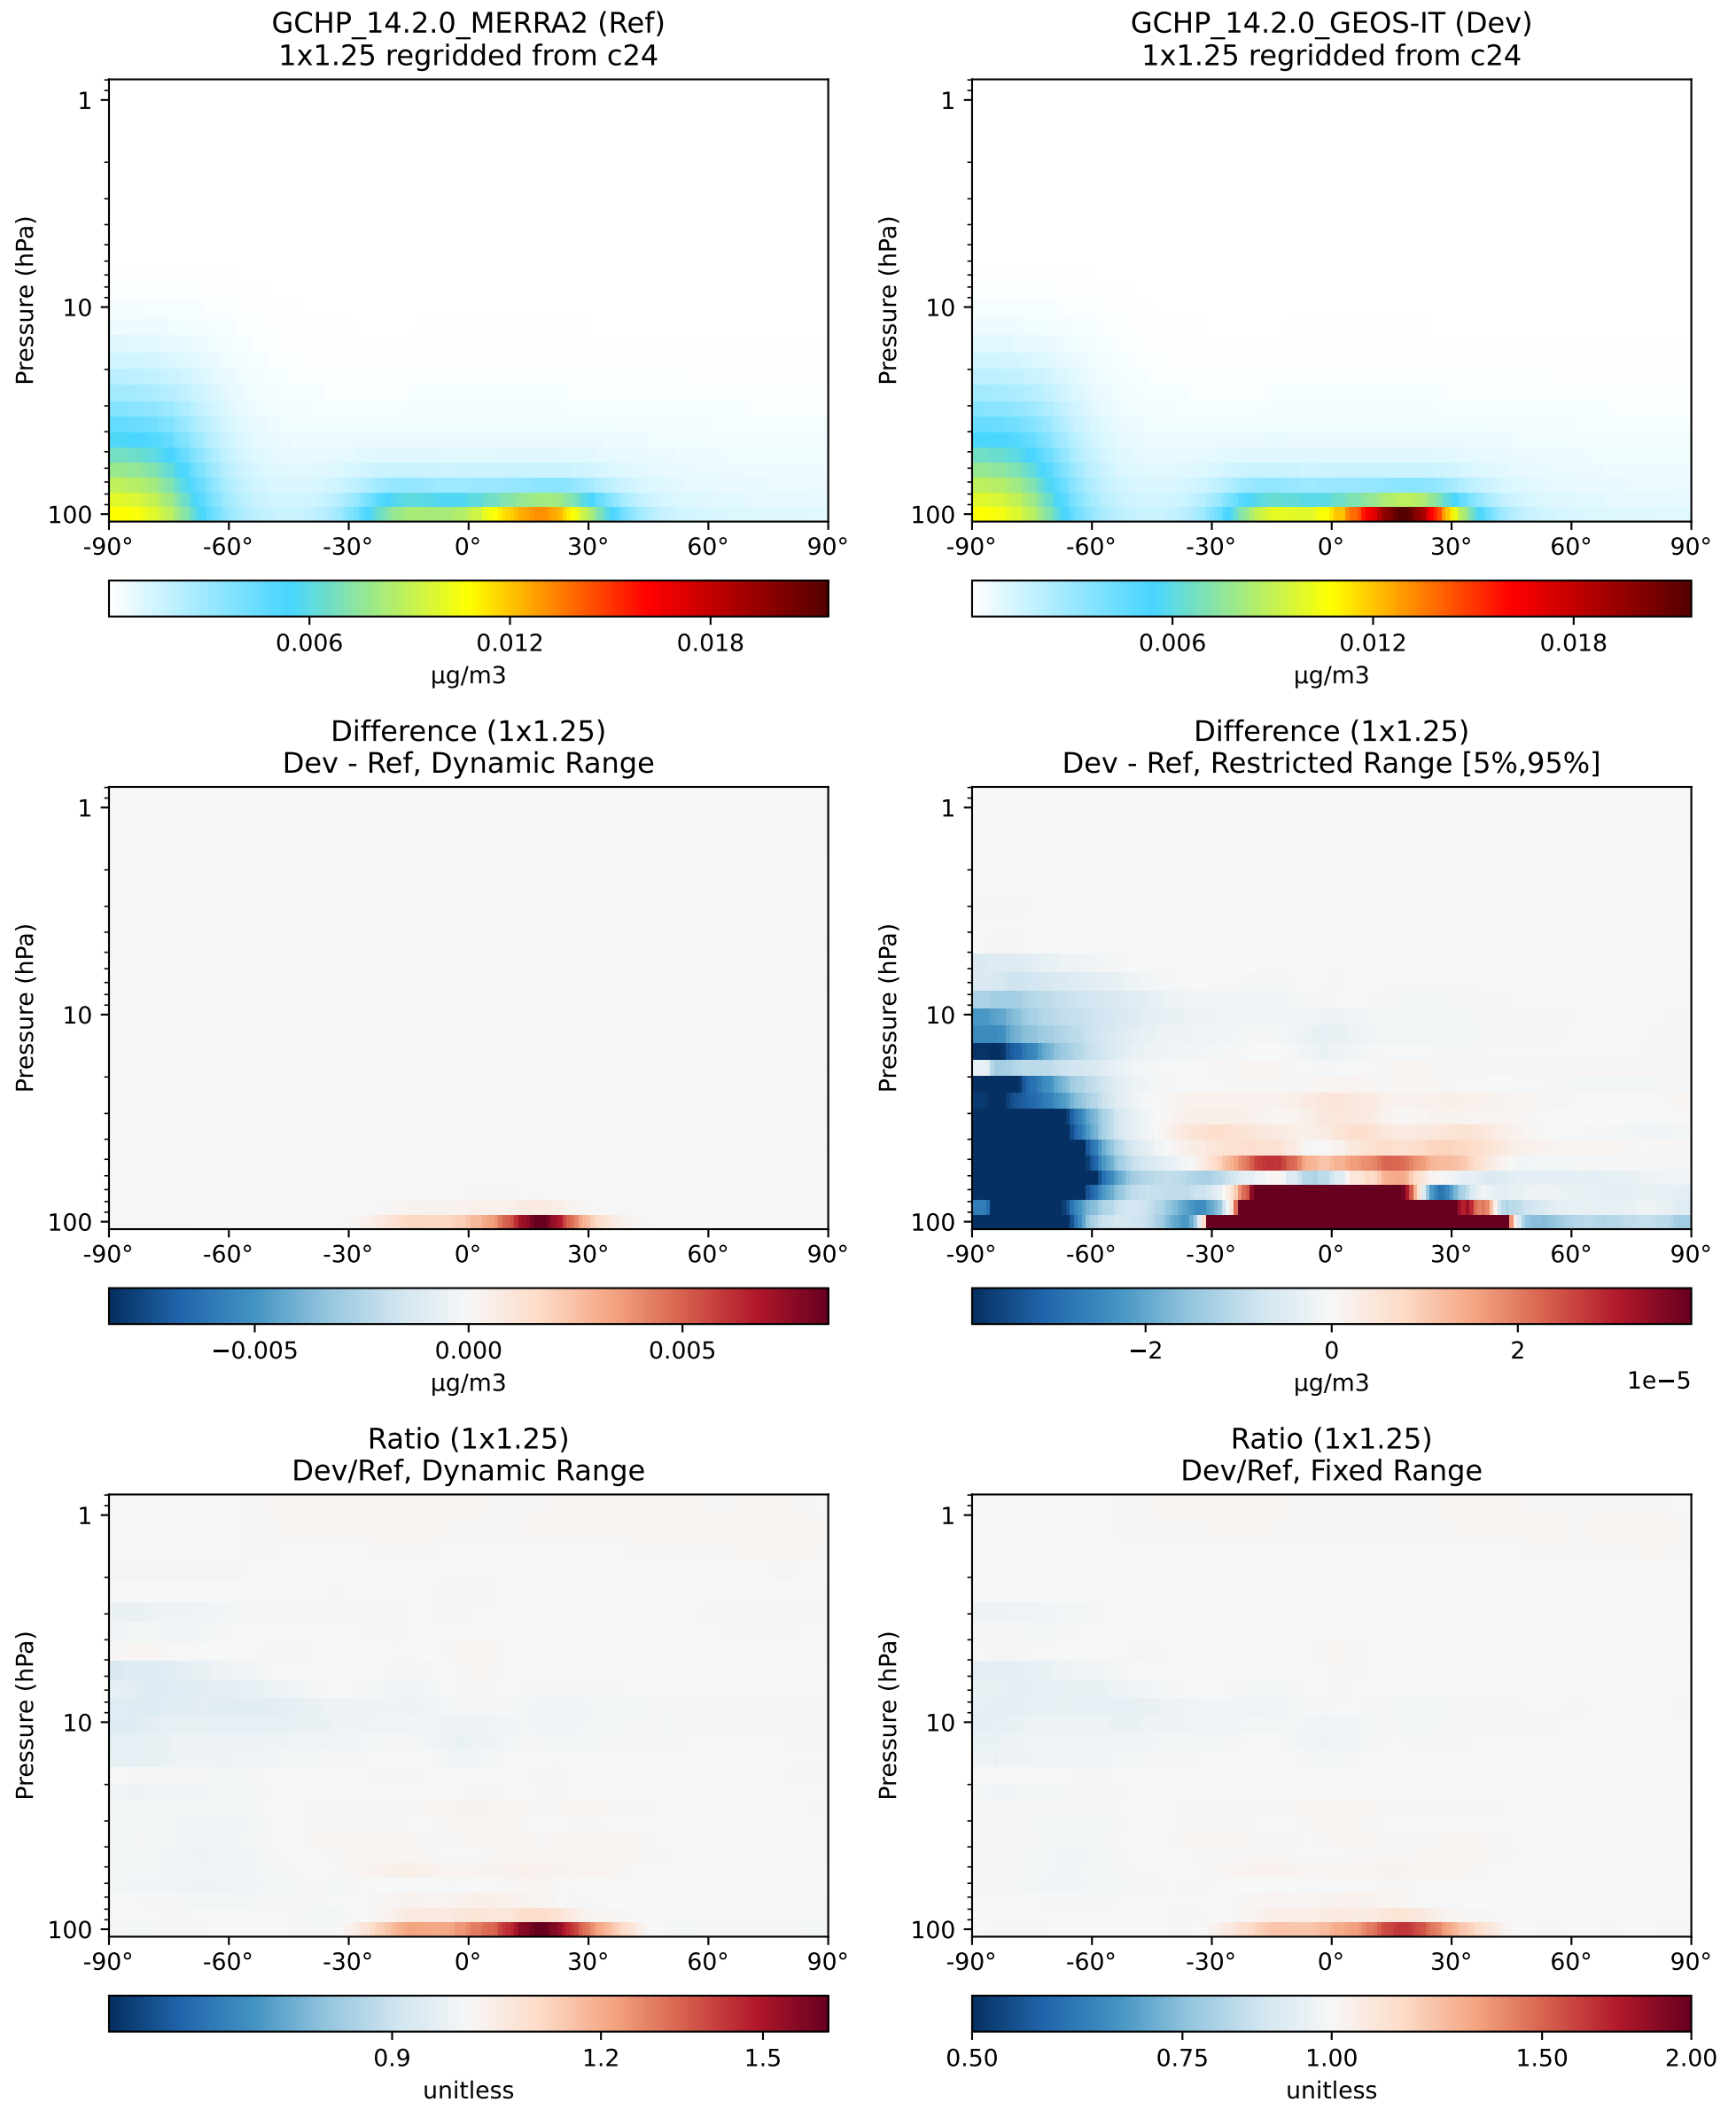 GCHP_14.2.0_MERRA2 (Ref)
1x1.25 regridded from c24
Pressure (hPa)
1
10
100
-90° -60° -30° 0° 30° 60° 90°
0.006 0.012 0.018
µg/m3
GCHP_14.2.0_GEOS-IT (Dev)
1x1.25 regridded from c24
Pressure (hPa)
1
10
100
-90° -60° -30° 0° 30° 60° 90°
0.006 0.012 0.018
µg/m3
Difference (1x1.25)
Dev - Ref, Dynamic Range
Pressure (hPa)
1
10
100
-90° -60° -30° 0° 30° 60° 90°
−0.005 0.000 0.005
µg/m3
Difference (1x1.25)
Dev - Ref, Restricted Range [5%,95%]
Pressure (hPa)
1
10
100
-90° -60° -30° 0° 30° 60° 90°
−2 0 2
µg/m3
1e−5
Ratio (1x1.25)
Dev/Ref, Dynamic Range
Pressure (hPa)
1
10
100
-90° -60° -30° 0° 30° 60° 90°
0.9 1.2 1.5
unitless
Ratio (1x1.25)
Dev/Ref, Fixed Range
Pressure (hPa)
1
10
100
-90° -60° -30° 0° 30° 60° 90°
0.50 0.75 1.00 1.50 2.00
unitless